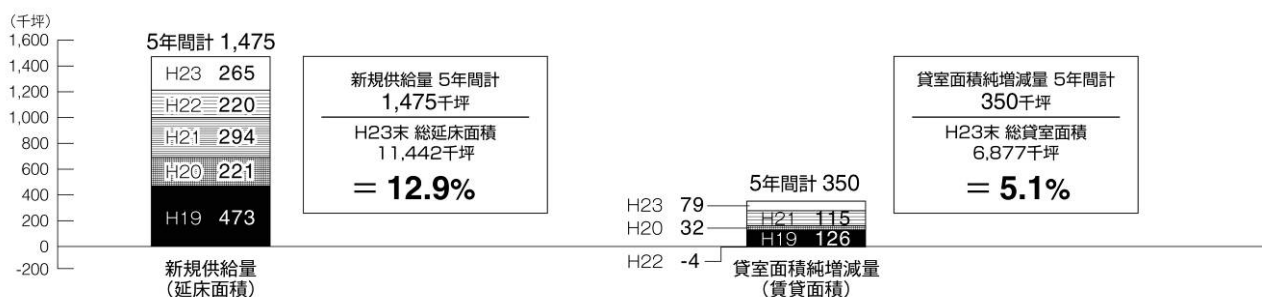 (千坪)
1,600
1,400
1,200
1,000
800
600
400
200
0
-200
5年間計 1,475
H23 265
H22 220
H21 294
H20 221
H19 473
新規供給量
(延床面積)
新規供給量 5年間計
1,475千坪
H23末 総延床面積
11,442千坪
= 12.9%
5年間計 350
H23 79
H21 115
H20 32
H19 126
H22 -4
貸室面積純増減量
(賃貸面積)
貸室面積純増減量 5年間計
350千坪
H23末 総貸室面積
6,877千坪
= 5.1%